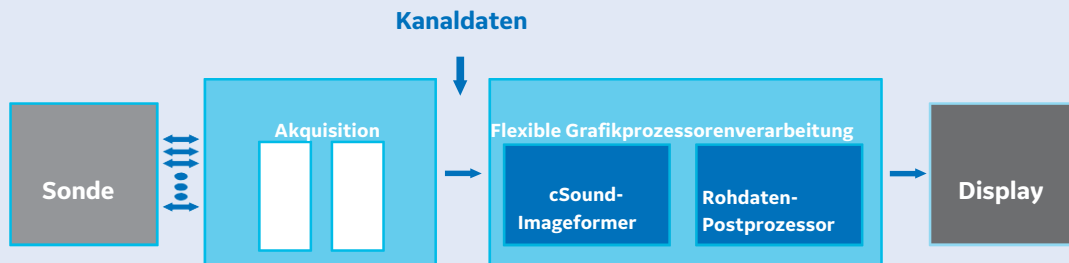 Kanaldaten
Sonde
Akquisition
Flexible Grafikprozessorenverarbeitung
cSound-
Imageformer
Rohdaten-
Postprozessor
Display